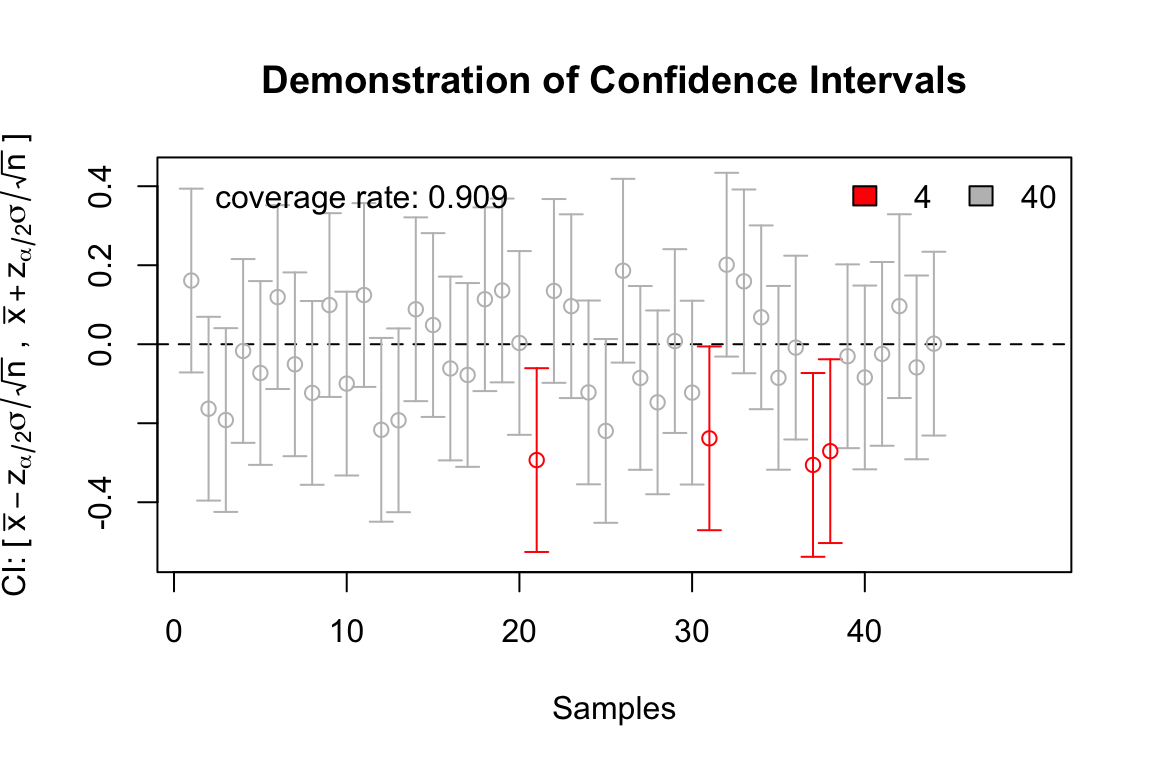 Demonstration of Confidence Intervals
CI: [ x̄ − zα/2σ/√n , x̄ + zα/2σ/√n ]
0.4
0.2
0.0
-0.4
coverage rate: 0.909
4
40
0
10
20
30
40
Samples